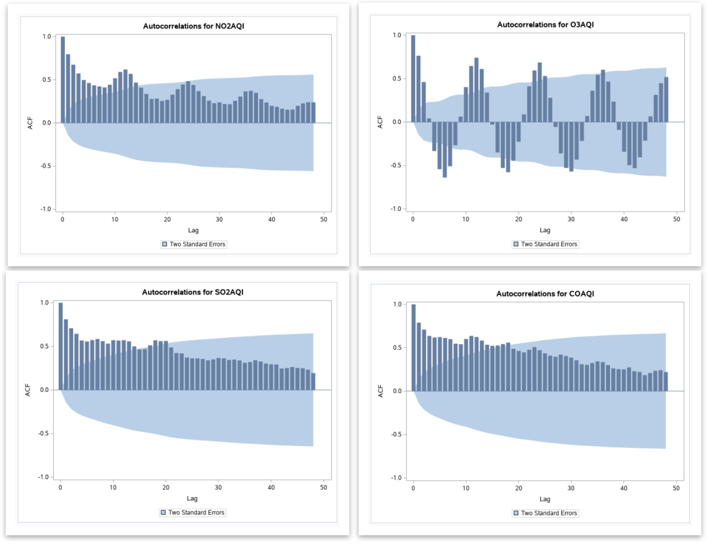 Autocorrelations for NO2AQI
1.0
0.5
ACF
0.0
-0.5
-1.0
0 10 20 30 40 50
Lag
Two Standard Errors
Autocorrelations for O3AQI
1.0
0.5
ACF
0.0
-0.5
-1.0
0 10 20 30 40 50
Lag
Two Standard Errors
Autocorrelations for SO2AQI
1.0
0.5
ACF
0.0
-0.5
-1.0
0 10 20 30 40 50
Lag
Two Standard Errors
Autocorrelations for COAQI
1.0
0.5
ACF
0.0
-0.5
-1.0
0 10 20 30 40 50
Lag
Two Standard Errors